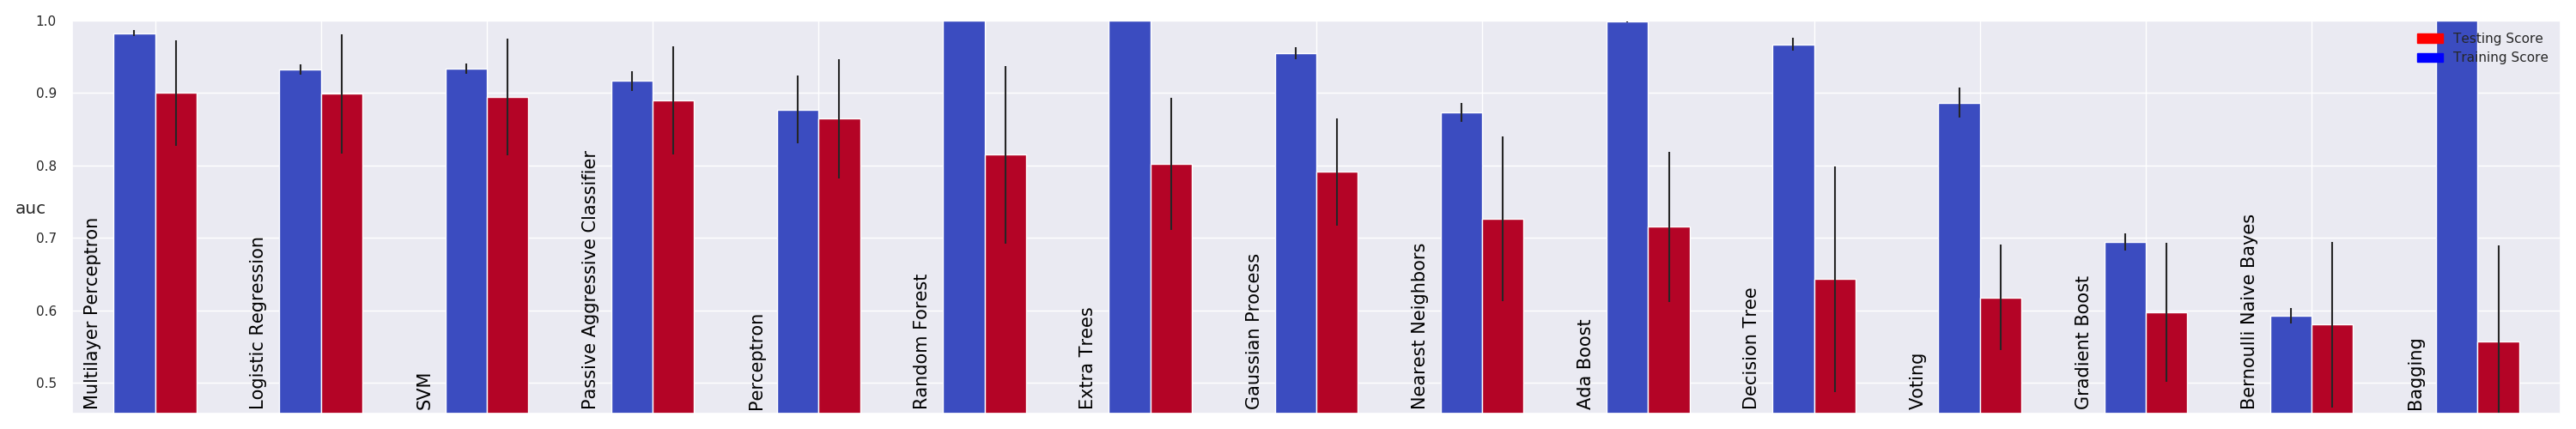 1.0
0.9
0.8
0.7
0.6
0.5
auc
Multilayer Perceptron
Logistic Regression
SVM
Passive Aggressive Classifier
Perceptron
Random Forest
Extra Trees
Gaussian Process
Nearest Neighbors
Ada Boost
Decision Tree
Voting
Gradient Boost
Bernoulli Naive Bayes
Bagging
Testing Score
Training Score